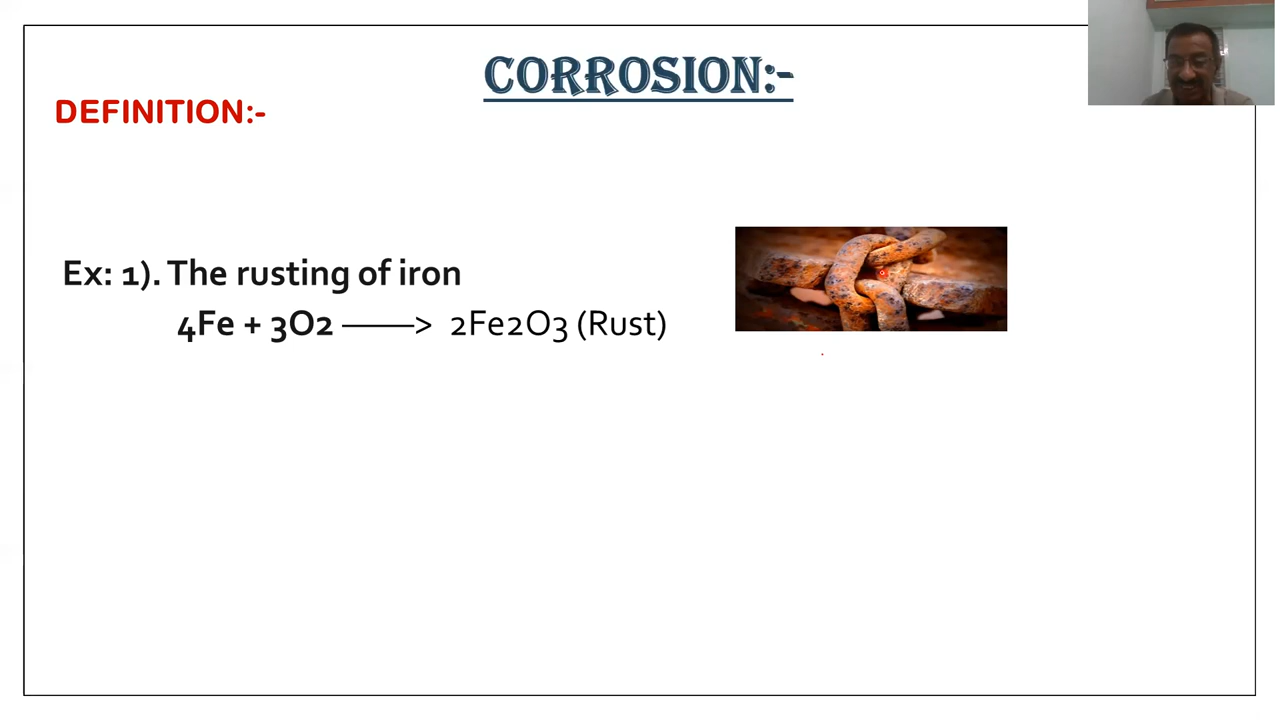 CORROSION:-
DEFINITION:-
Ex: 1). The rusting of iron
4Fe + 3O2 ———> 2Fe2O3 (Rust)